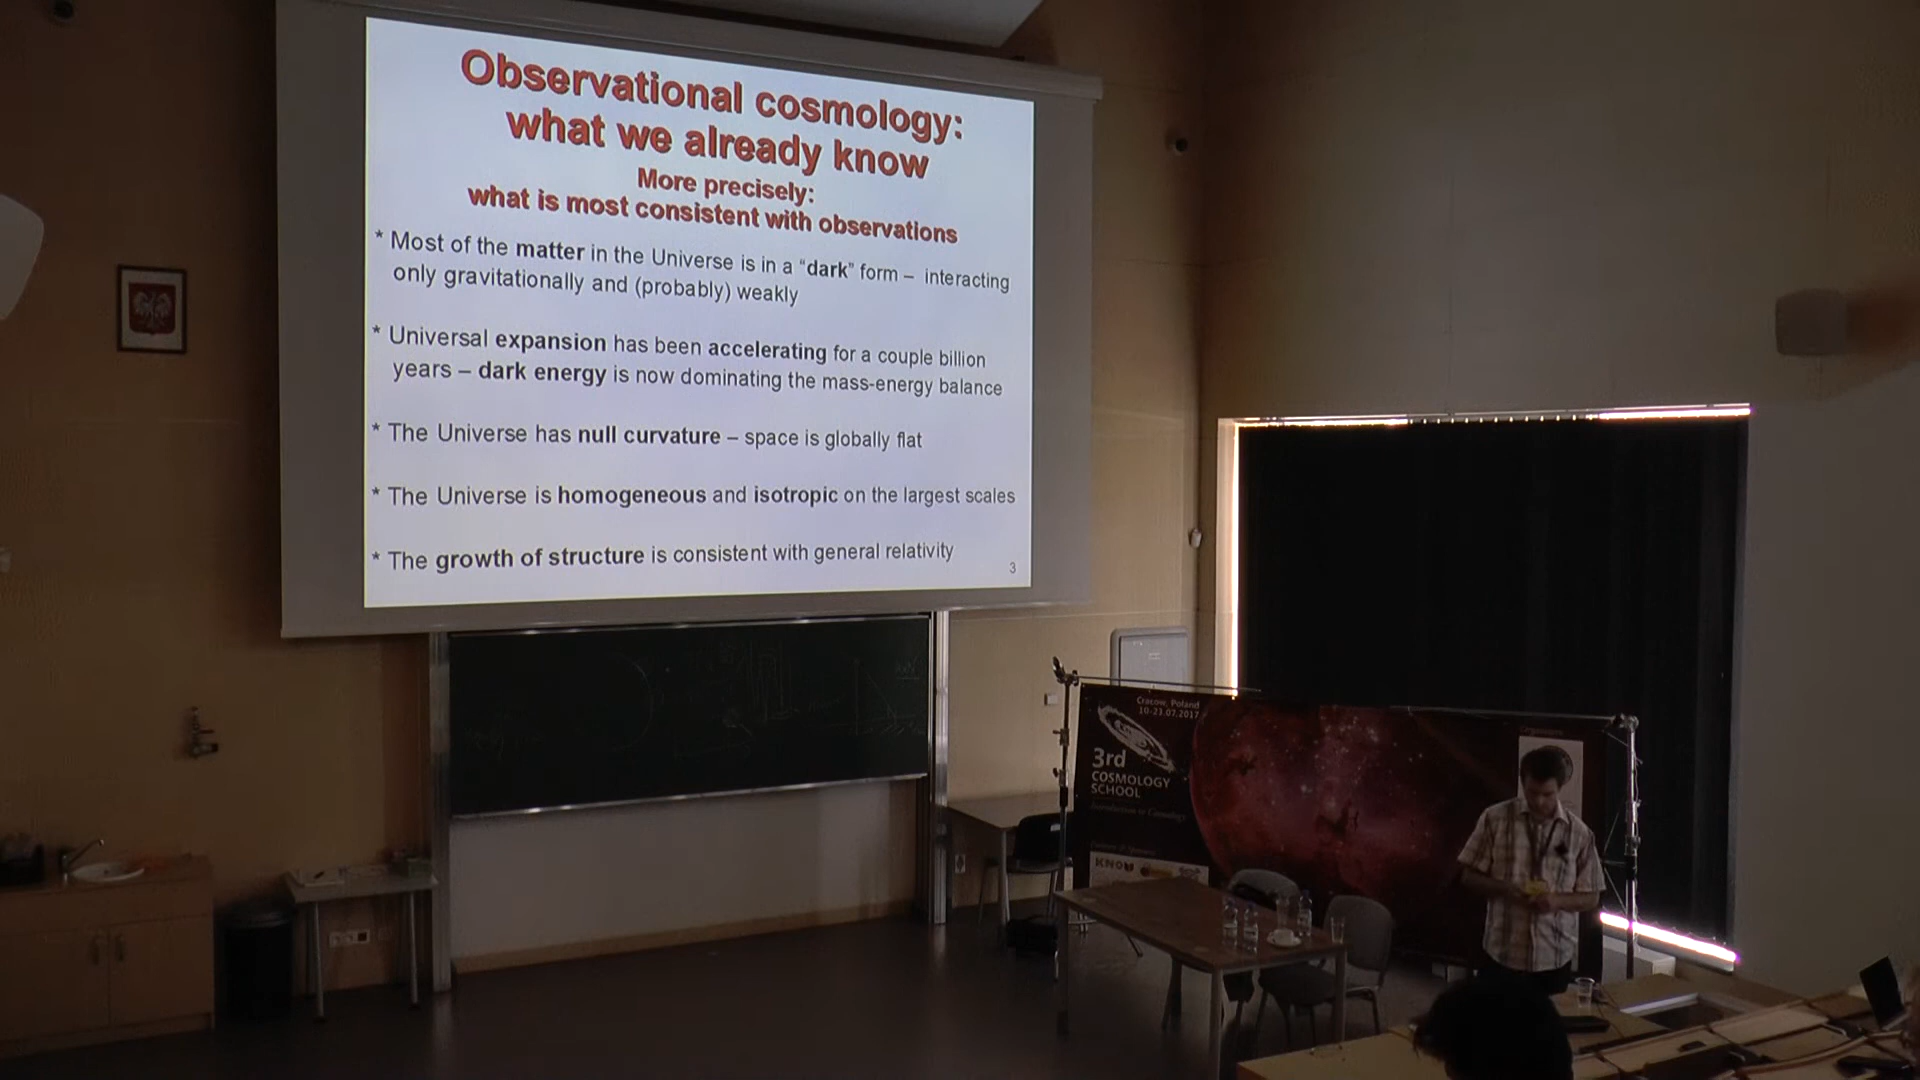 Observational cosmology:
what we already know
More precisely:
what is most consistent with observations
* Most of the matter in the Universe is in a “dark” form – interacting
only gravitationally and (probably) weakly
* Universal expansion has been accelerating for a couple billion
years – dark energy is now dominating the mass-energy balance
* The Universe has null curvature – space is globally flat
* The Universe is homogeneous and isotropic on the largest scales
* The growth of structure is consistent with general relativity
3
Cracow, Poland
10-23.07.2017
3rd
COSMOLOGY
SCHOOL
Introduction to Cosmology
KNOW